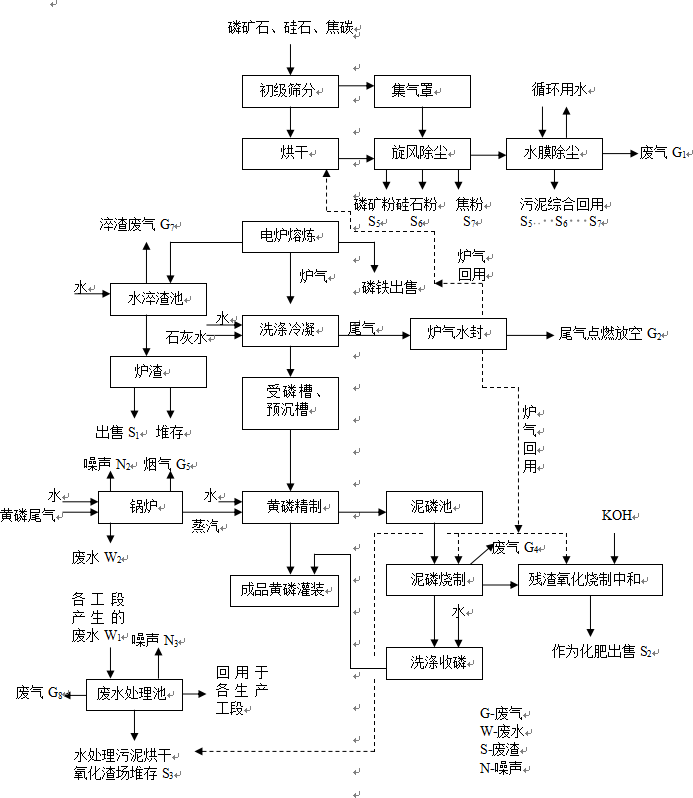 磷矿石、硅石、焦碳
初级筛分
集气罩
循环用水
烘干
旋风除尘
水膜除尘
废气 G1
磷矿粉
S5
硅石粉
S6
焦粉
S7
污泥综合回用
S5…‥S6…S7
淬渣废气 G7
电炉熔炼
炉气
回用
水
水淬渣池
炉气
磷铁出售
水
石灰水
洗涤冷凝
尾气
炉气水封
尾气点燃放空 G2
炉渣
受磷槽、
预沉槽
出售 S1
堆存
炉
气
回
用
噪声 N2
烟气 G5
水
黄磷尾气
锅炉
水
蒸汽
黄磷精制
泥磷池
KOH
废水 W2
废气 G4
成品黄磷灌装
泥磷烧制
残渣氧化烧制中和
各工段
产生的
废水 W1
噪声 N3
水
洗涤收磷
作为化肥出售 S2
废气 G8
废水处理池
回用于
各生产
工段
水处理污泥烘干
氧化渣场堆存 S3
G-废气
W-废水
S-废渣
N-噪声